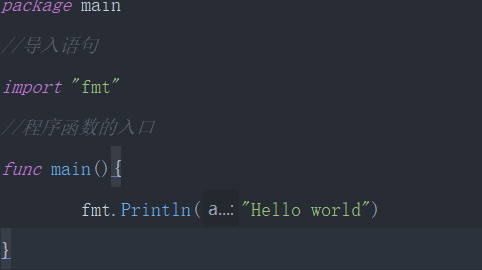 package main
//导入语句
import "fmt"
//程序函数的入口
func main(){
fmt.Println( a...: "Hello world")
}